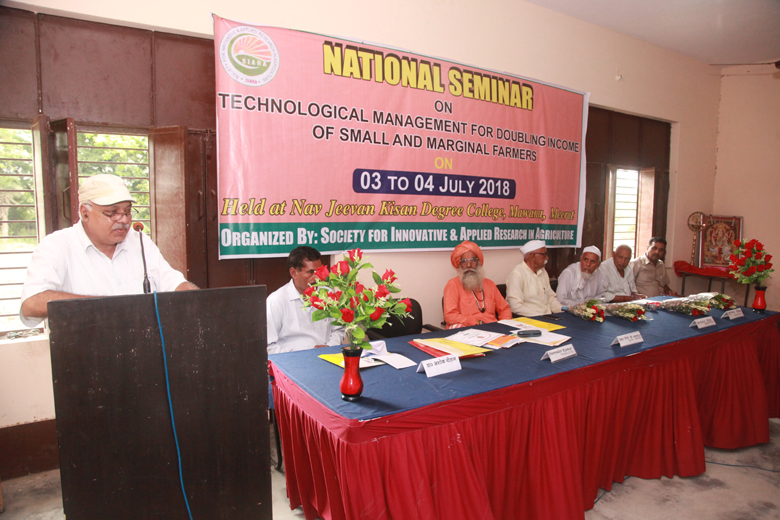 NATIONAL SEMINAR
ON
TECHNOLOGICAL MANAGEMENT FOR DOUBLING INCOME
OF SMALL AND MARGINAL FARMERS
ON
03 TO 04 JULY 2018
Held at Nav Jeevan Kisan Degree College, Mawana, Meerut
ORGANIZED BY: SOCIETY FOR INNOVATIVE & APPLIED RESEARCH IN AGRICULTURE